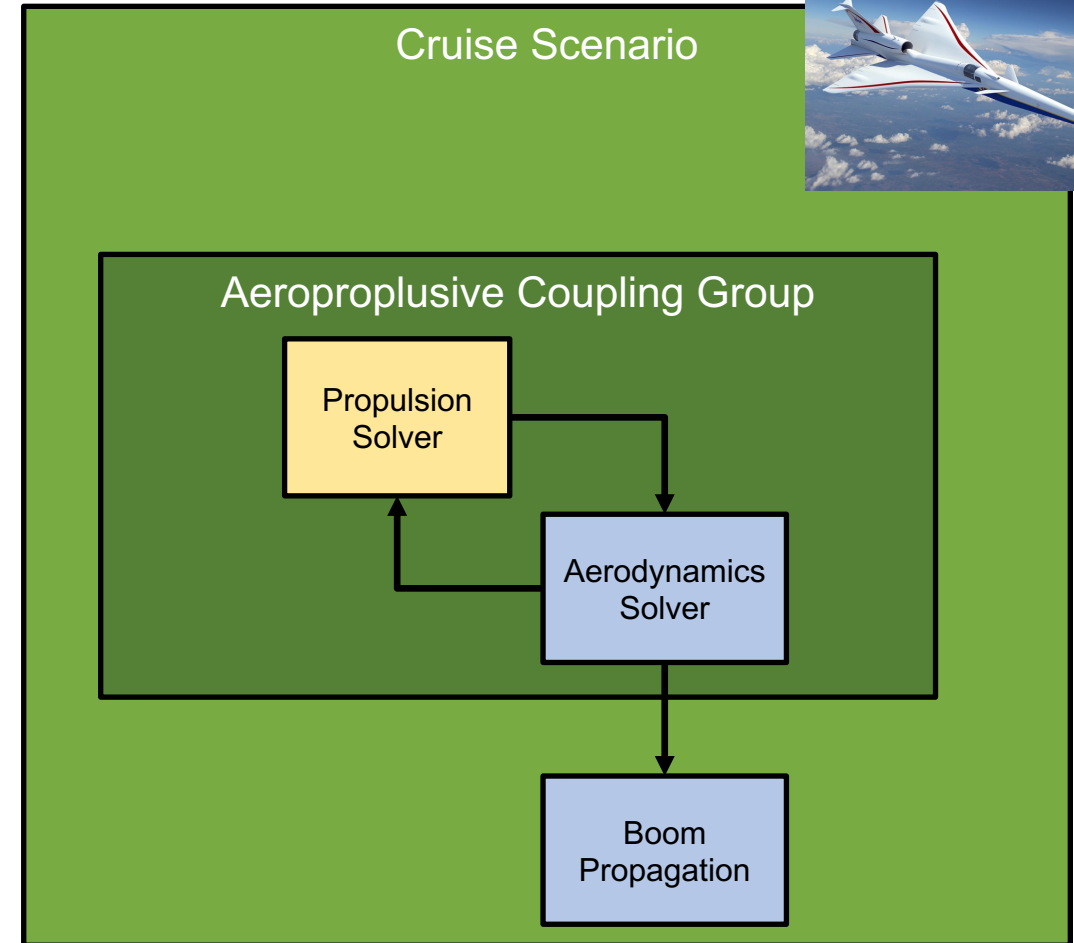 Cruise Scenario
Aeroproplusive Coupling Group
Propulsion
Solver
Aerodynamics
Solver
Boom
Propagation